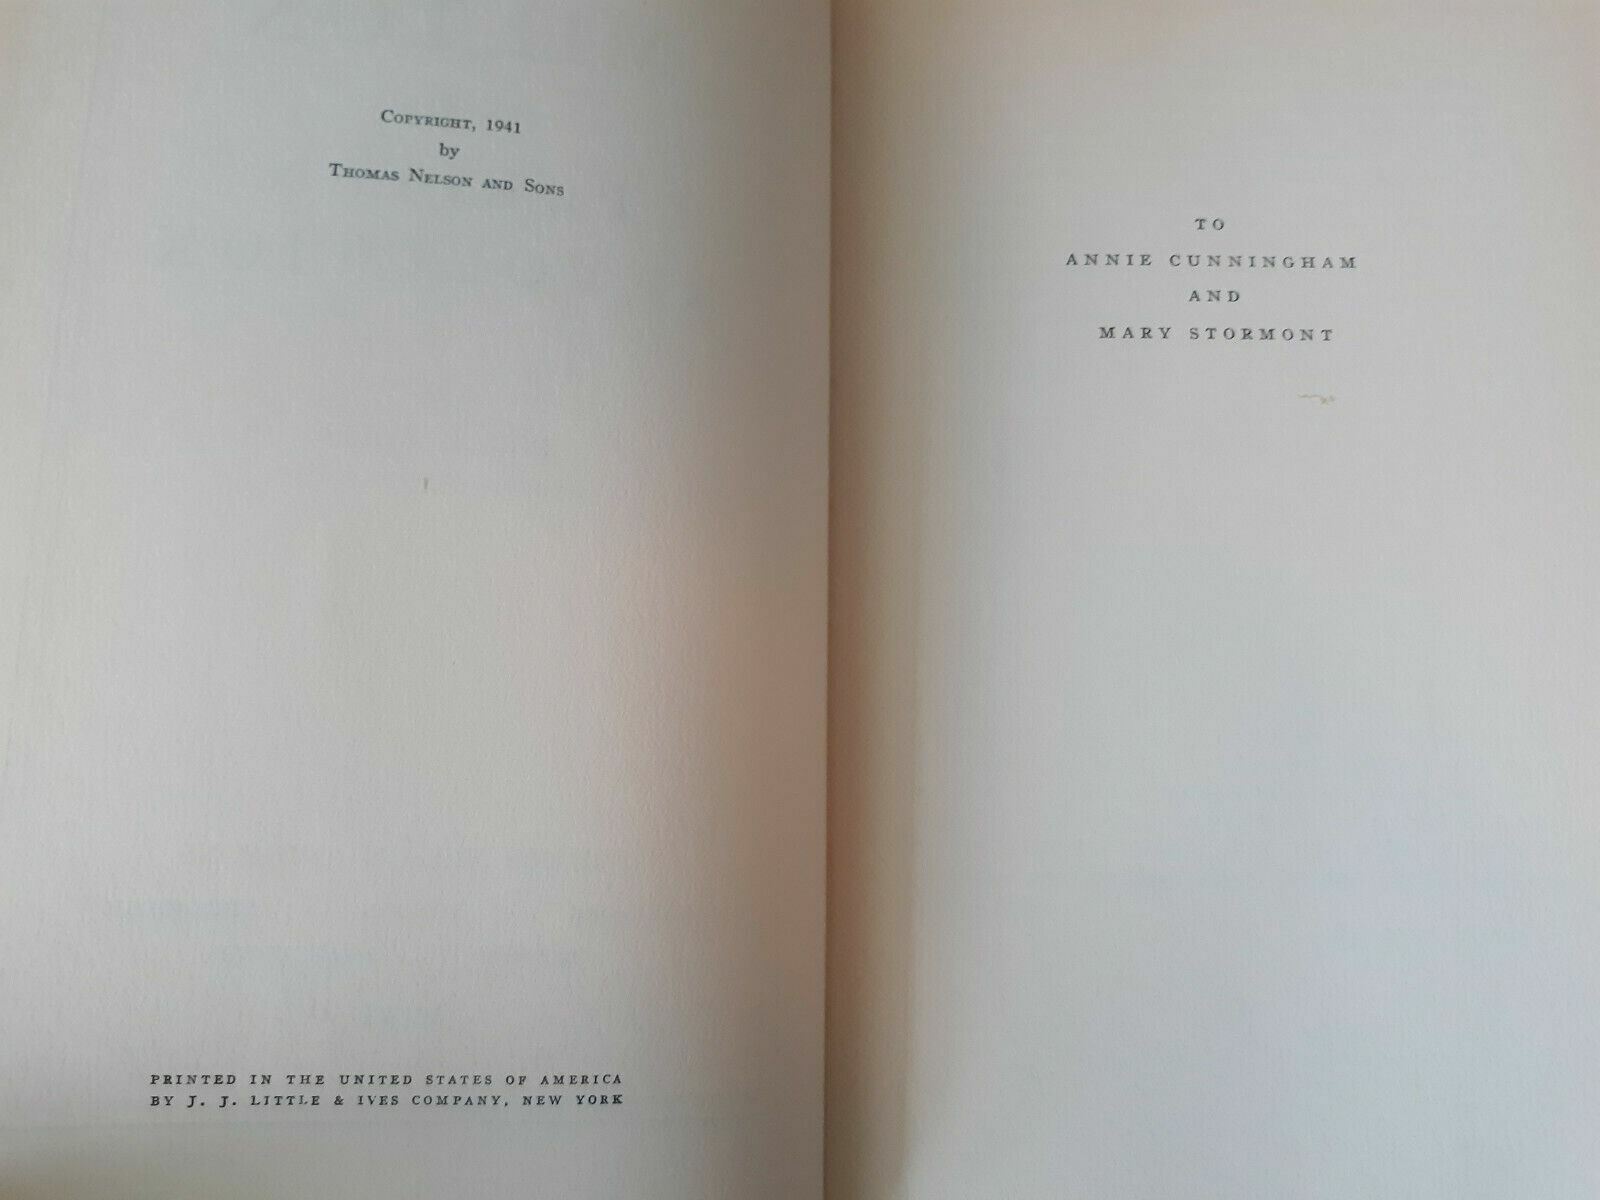 COPYRIGHT, 1941
by
THOMAS NELSON AND SONS
PRINTED IN THE UNITED STATES OF AMERICA
BY J. J. LITTLE & IVES COMPANY, NEW YORK
TO
ANNIE CUNNINGHAM
AND
MARY STORMONT